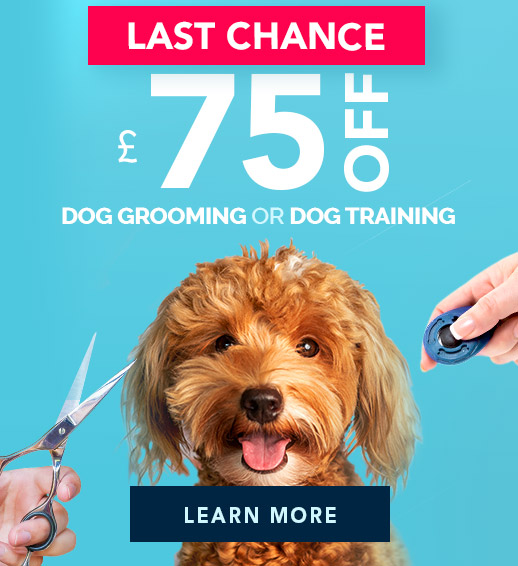 LAST CHANCE
£75 OFF
DOG GROOMING OR DOG TRAINING
LEARN MORE